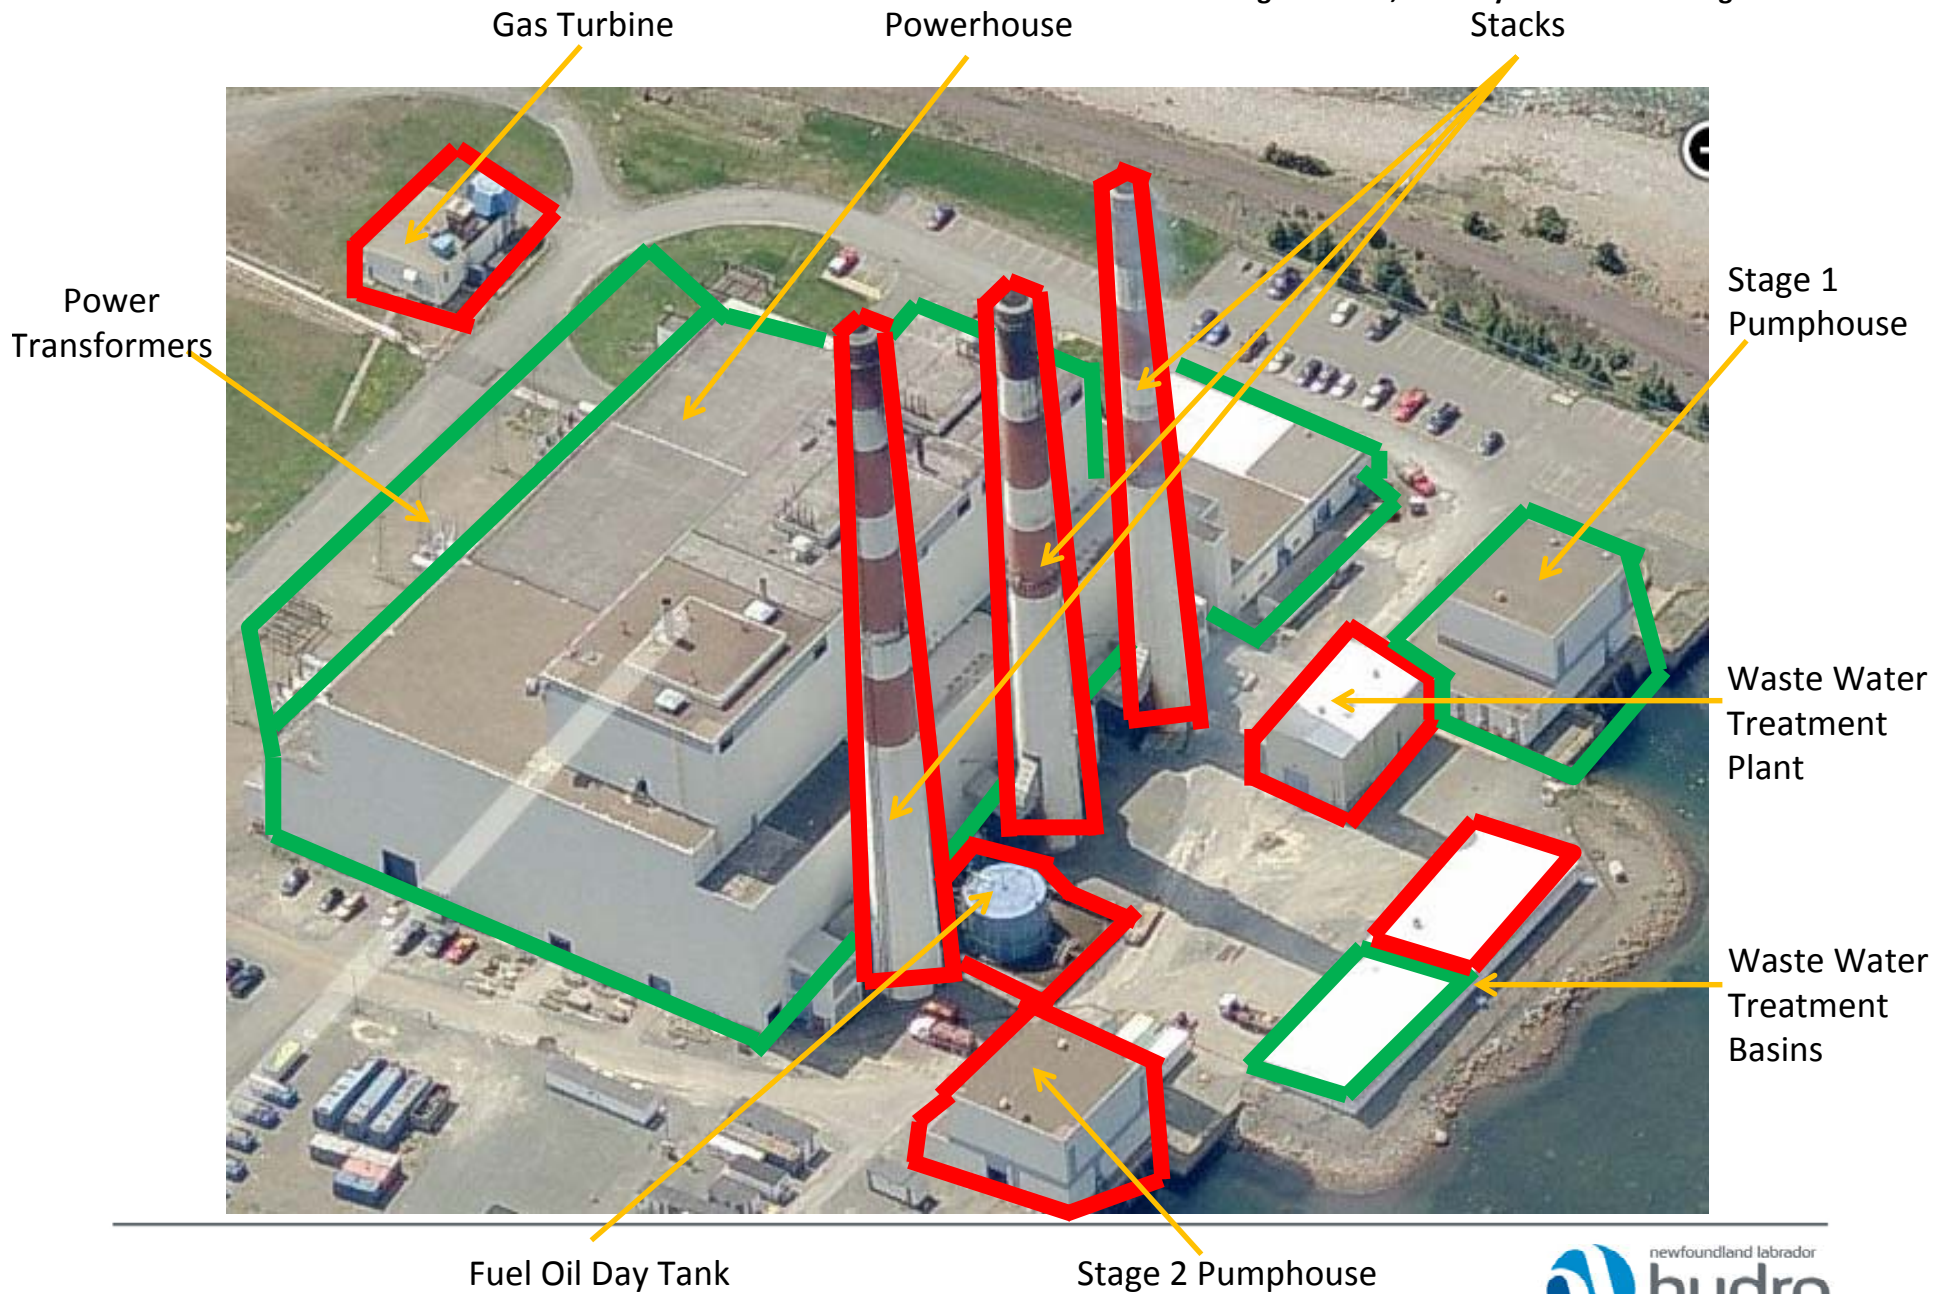 Gas Turbine
Powerhouse
Stacks
Power
Transformers
Stage 1
Pumphouse
Waste Water
Treatment
Plant
Waste Water
Treatment
Basins
Fuel Oil Day Tank
Stage 2 Pumphouse
newfoundland labrador
hydro